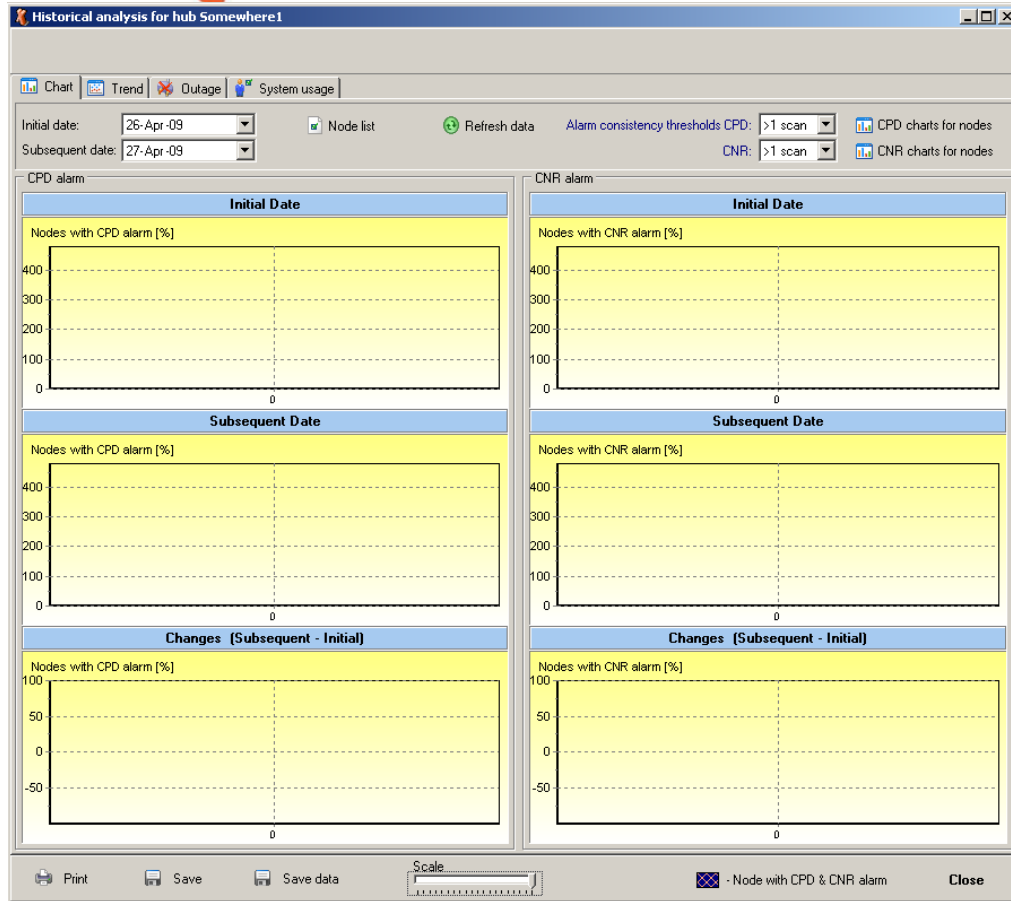 Historical analysis for hub Somewhere1
Chart Trend Outage System usage
Initial date: 26-Apr-09 Node list Refresh data Alarm consistency thresholds CPD: >1 scan CPD charts for nodes
Subsequent date: 27-Apr-09 CNR: >1 scan CNR charts for nodes
CPD alarm
Initial Date
Nodes with CPD alarm [%]
400
300
200
100
0
0
Subsequent Date
Nodes with CPD alarm [%]
400
300
200
100
0
0
Changes (Subsequent - Initial)
Nodes with CPD alarm [%]
100
50
0
-50
0
CNR alarm
Initial Date
Nodes with CNR alarm [%]
400
300
200
100
0
0
Subsequent Date
Nodes with CNR alarm [%]
400
300
200
100
0
0
Changes (Subsequent - Initial)
Nodes with CNR alarm [%]
100
50
0
-50
0
Print Save Save data Scale - Node with CPD & CNR alarm Close